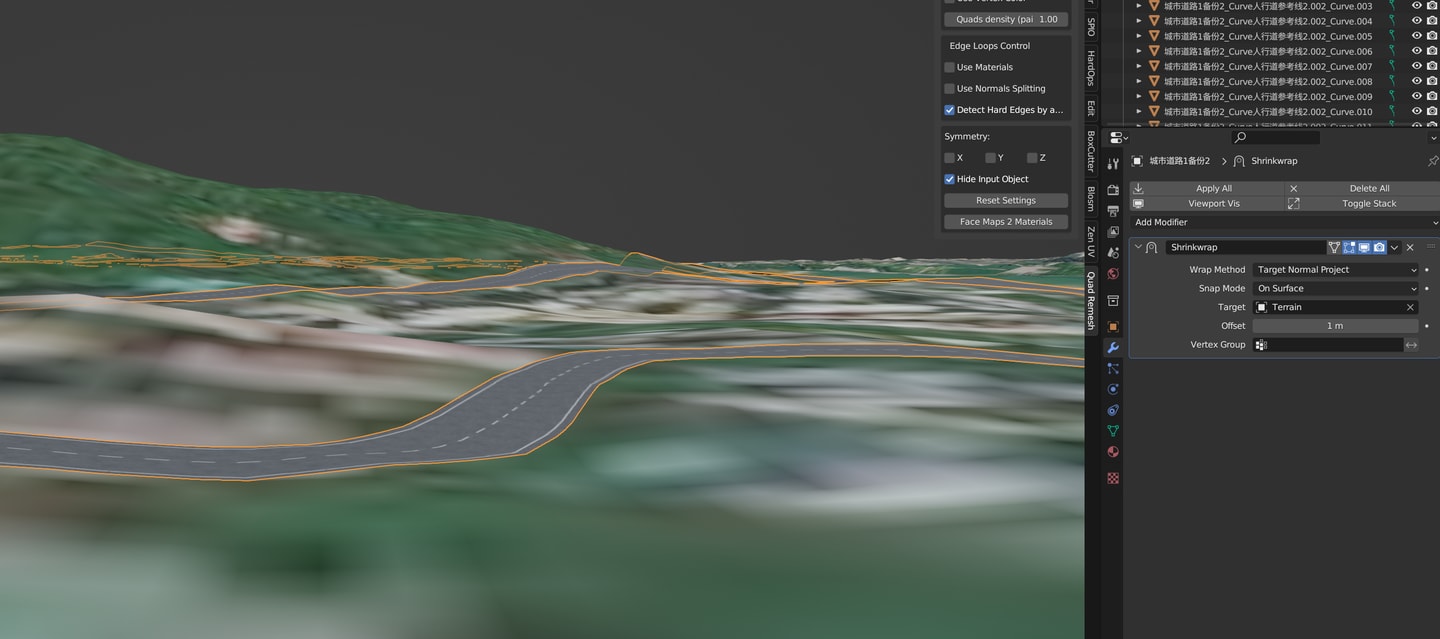 Quads density (pai 1.00
Edge Loops Control
Use Materials
Use Normals Splitting
Detect Hard Edges by a...
Symmetry:
X Y Z
Hide Input Object
Reset Settings
Face Maps 2 Materials
SPIO
HardOps
Edit
BoxCutter
Blosm
Zen UV
Quad Remesh
城市道路1备份2_Curve人行道参考线2.002_Curve.003
城市道路1备份2_Curve人行道参考线2.002_Curve.004
城市道路1备份2_Curve人行道参考线2.002_Curve.005
城市道路1备份2_Curve人行道参考线2.002_Curve.006
城市道路1备份2_Curve人行道参考线2.002_Curve.007
城市道路1备份2_Curve人行道参考线2.002_Curve.008
城市道路1备份2_Curve人行道参考线2.002_Curve.009
城市道路1备份2_Curve人行道参考线2.002_Curve.010
城市道路1备份2 Shrinkwrap
Apply All Delete All
Viewport Vis Toggle Stack
Add Modifier
Shrinkwrap
Wrap Method Target Normal Project
Snap Mode On Surface
Target Terrain
Offset 1 m
Vertex Group